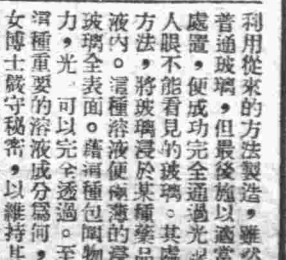 利用從來的方法製造，雖然
普通玻璃，但最後施以適當
處置，便成功完全通過光
人眼不能看見的玻璃。其處
方法，將玻璃浸於某種藥品
液內。這種溶液便兩薄的
玻璃全表面。藉這種包圍物
力，光 可以完全透過。至
這種重要的溶液成分爲何，
女博士嚴守秘密，以維持其